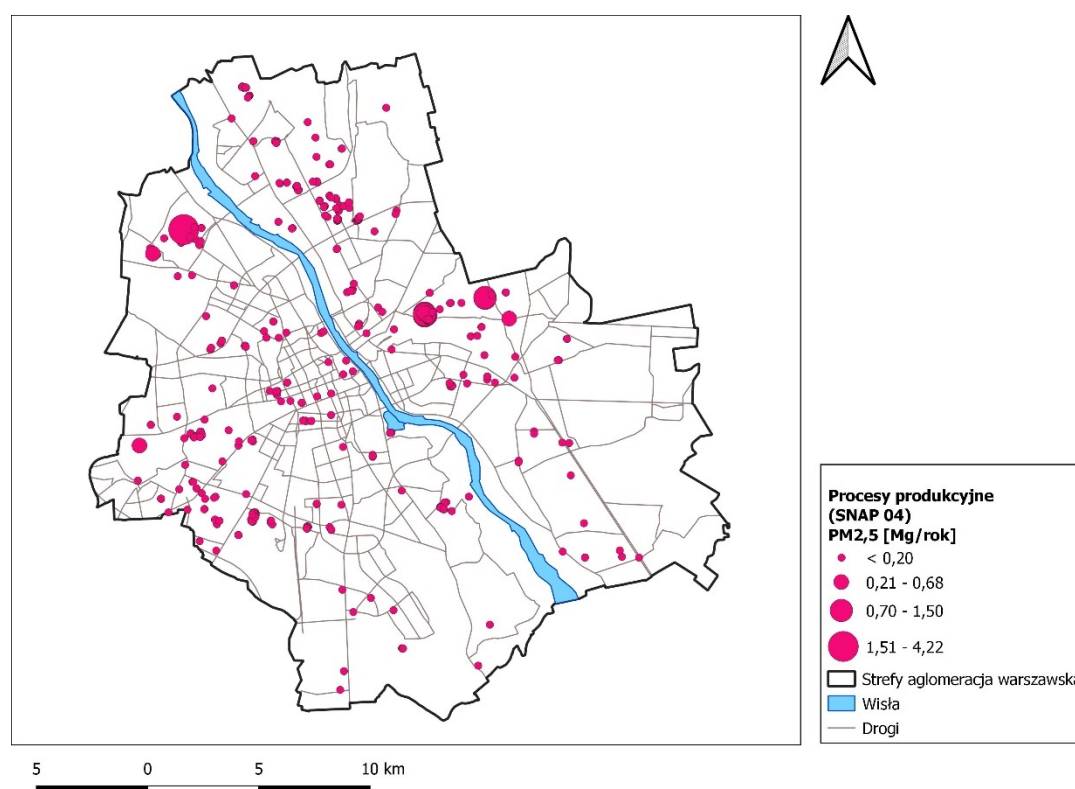 Procesy produkcyjne
(SNAP 04)
PM2,5 [Mg/rok]
< 0,20
0,21 - 0,68
0,70 - 1,50
1,51 - 4,22
Strefy aglomeracja warszawska
Wisła
Drogi
5 0 5 10 km